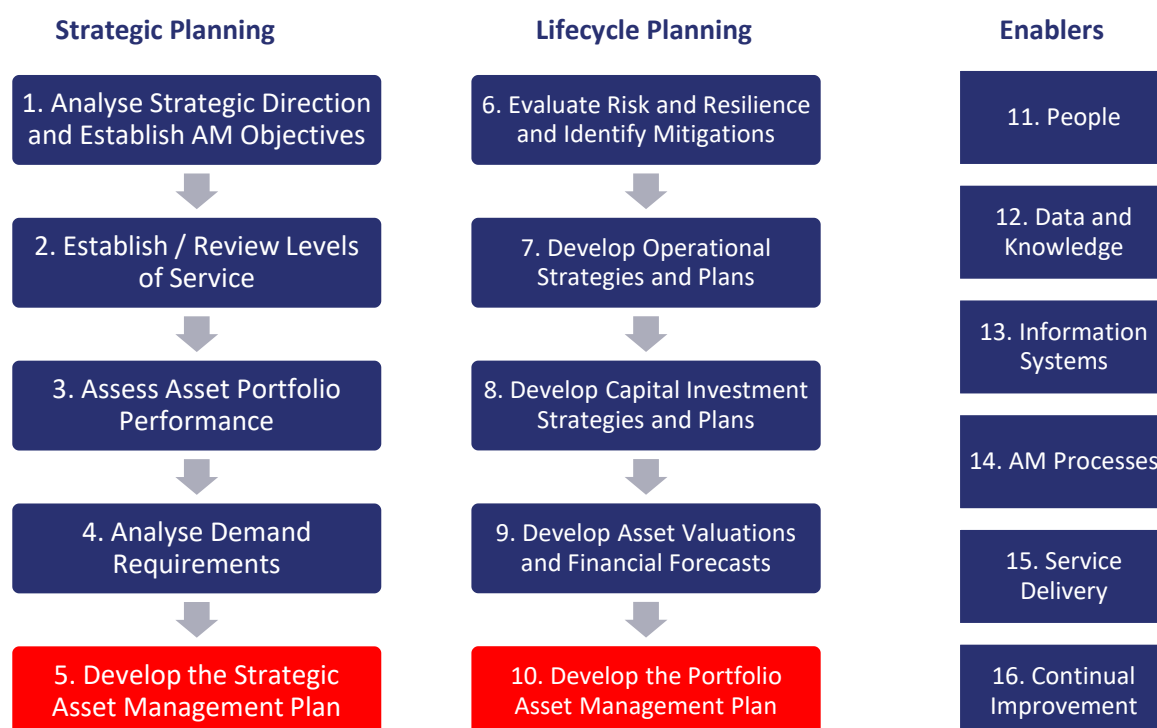 Strategic Planning
1. Analyse Strategic Direction
and Establish AM Objectives
2. Establish / Review Levels
of Service
3. Assess Asset Portfolio
Performance
4. Analyse Demand
Requirements
5. Develop the Strategic
Asset Management Plan
Lifecycle Planning
6. Evaluate Risk and Resilience
and Identify Mitigations
7. Develop Operational
Strategies and Plans
8. Develop Capital Investment
Strategies and Plans
9. Develop Asset Valuations
and Financial Forecasts
10. Develop the Portfolio
Asset Management Plan
Enablers
11. People
12. Data and
Knowledge
13. Information
Systems
14. AM Processes
15. Service
Delivery
16. Continual
Improvement